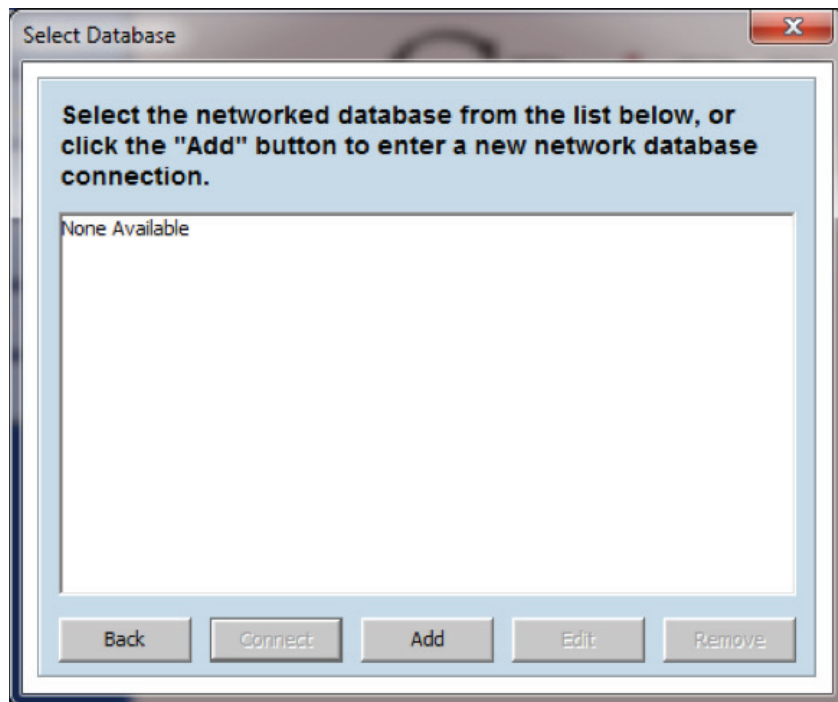 Select Database
Select the networked database from the list below, or
click the "Add" button to enter a new network database
connection.
None Available
Back
Connect
Add
Edit
Remove